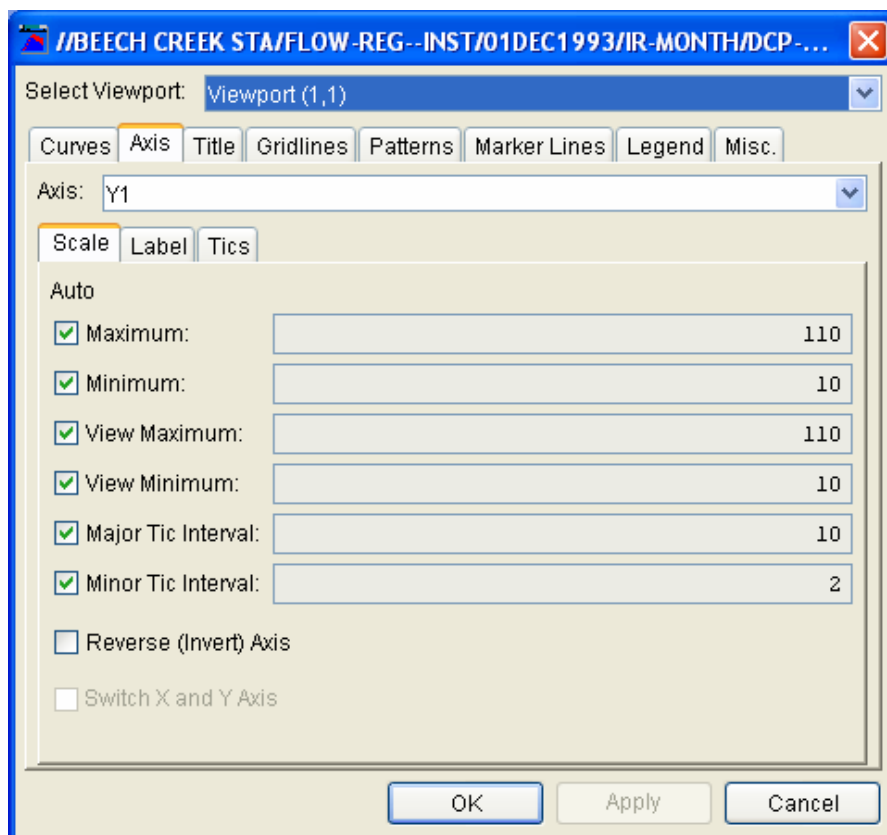 //BEECH CREEK STA/FLOW-REG--INST/01DEC1993/IR-MONTH/DCP-...
Select Viewport: Viewport (1,1)
Curves Axis Title Gridlines Patterns Marker Lines Legend Misc.
Axis: Y1
Scale Label Tics
Auto
Maximum: 110
Minimum: 10
View Maximum: 110
View Minimum: 10
Major Tic Interval: 10
Minor Tic Interval: 2
Reverse (Invert) Axis
Switch X and Y Axis
OK Apply Cancel